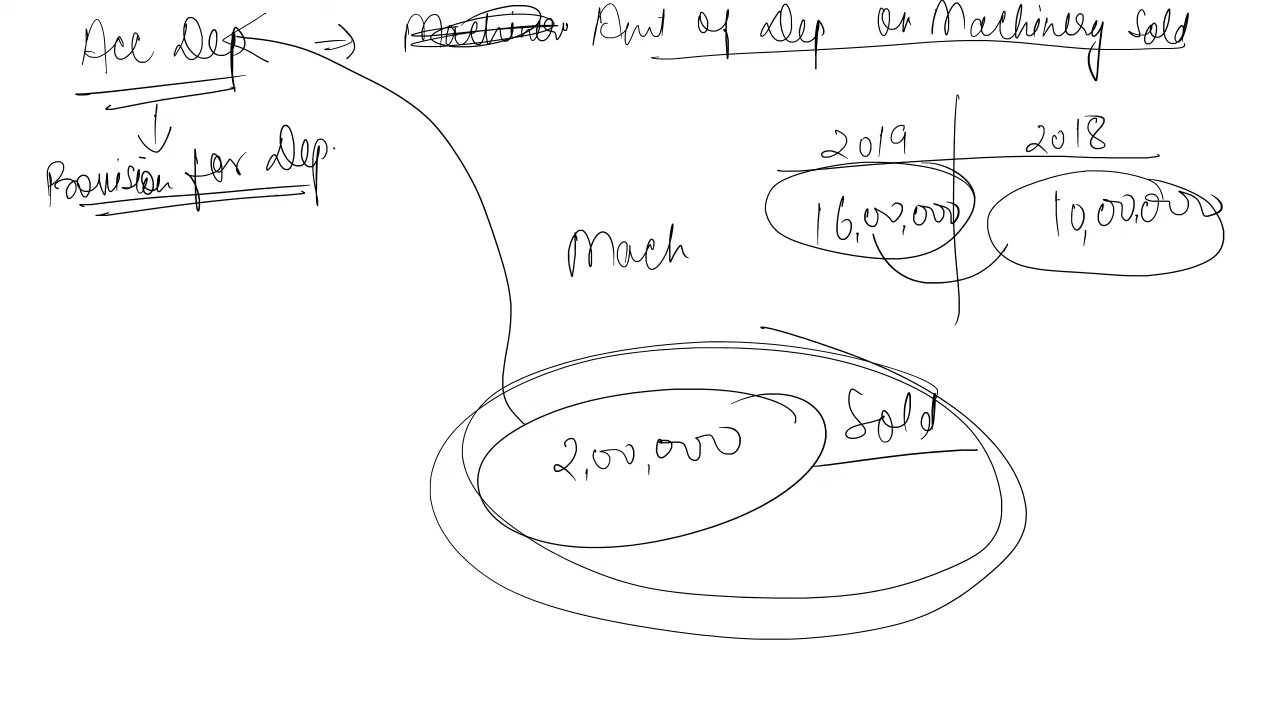 Acc Dep ⇒ Machinery Amt of Dep on Machinery Sold
Provision for Dep.
2019 2018
Mach 16,00,000 10,00,000
2,00,000 Sold